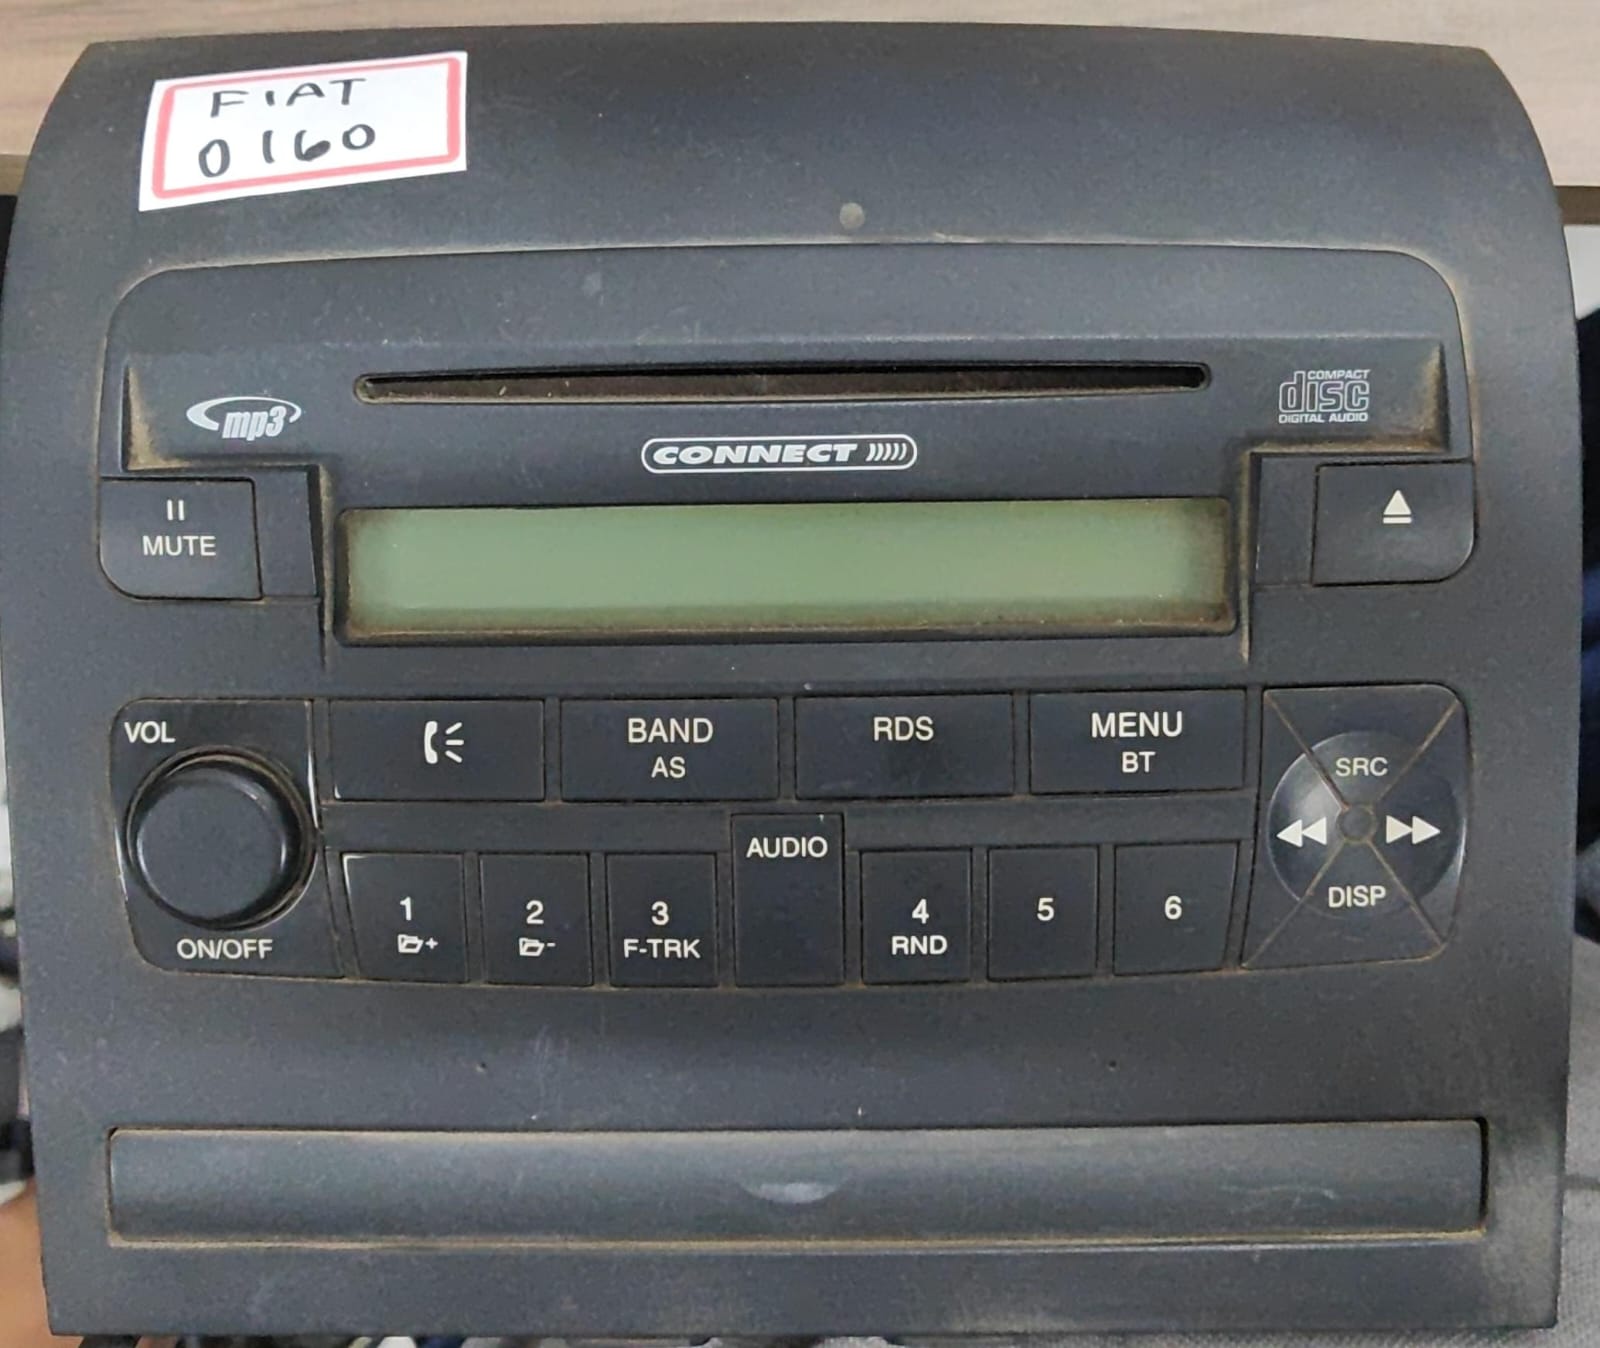 FIAT
0160
mp3
COMPACT
disc
DIGITAL AUDIO
CONNECT
MUTE
VOL
BAND
AS
RDS
MENU
BT
SRC
AUDIO
DISP
1
2
3
F-TRK
4
RND
5
6
ON/OFF